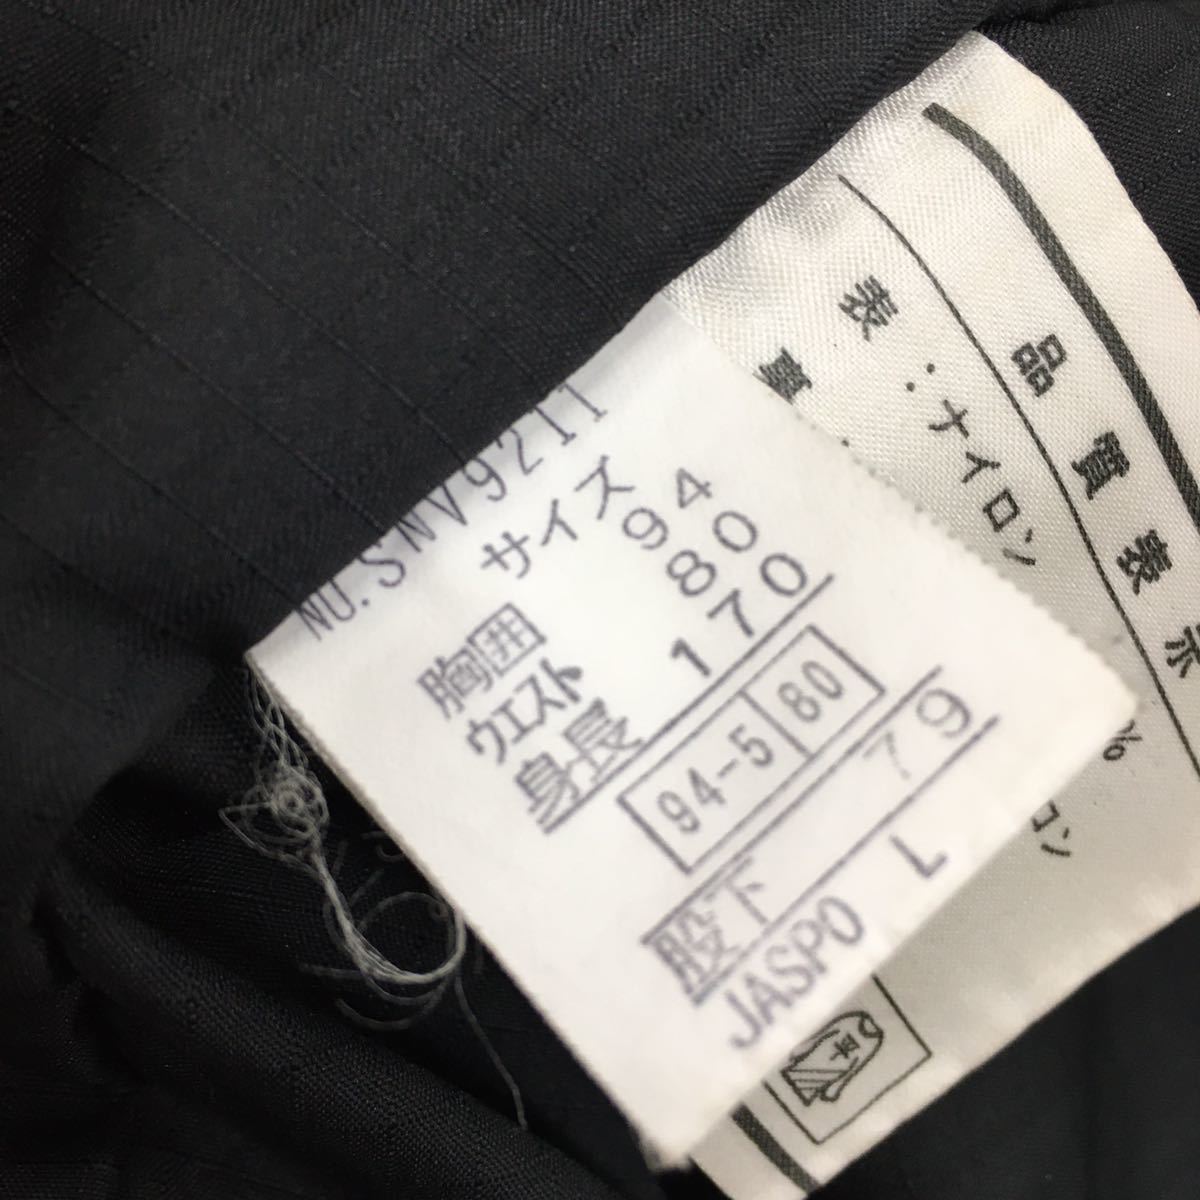 NO.SNV9211
サイズ
胸囲 94
ウエスト 80
身長 170
94-5 80
股下 79
JASPO L
品質表示
表:ナイロン
%
平